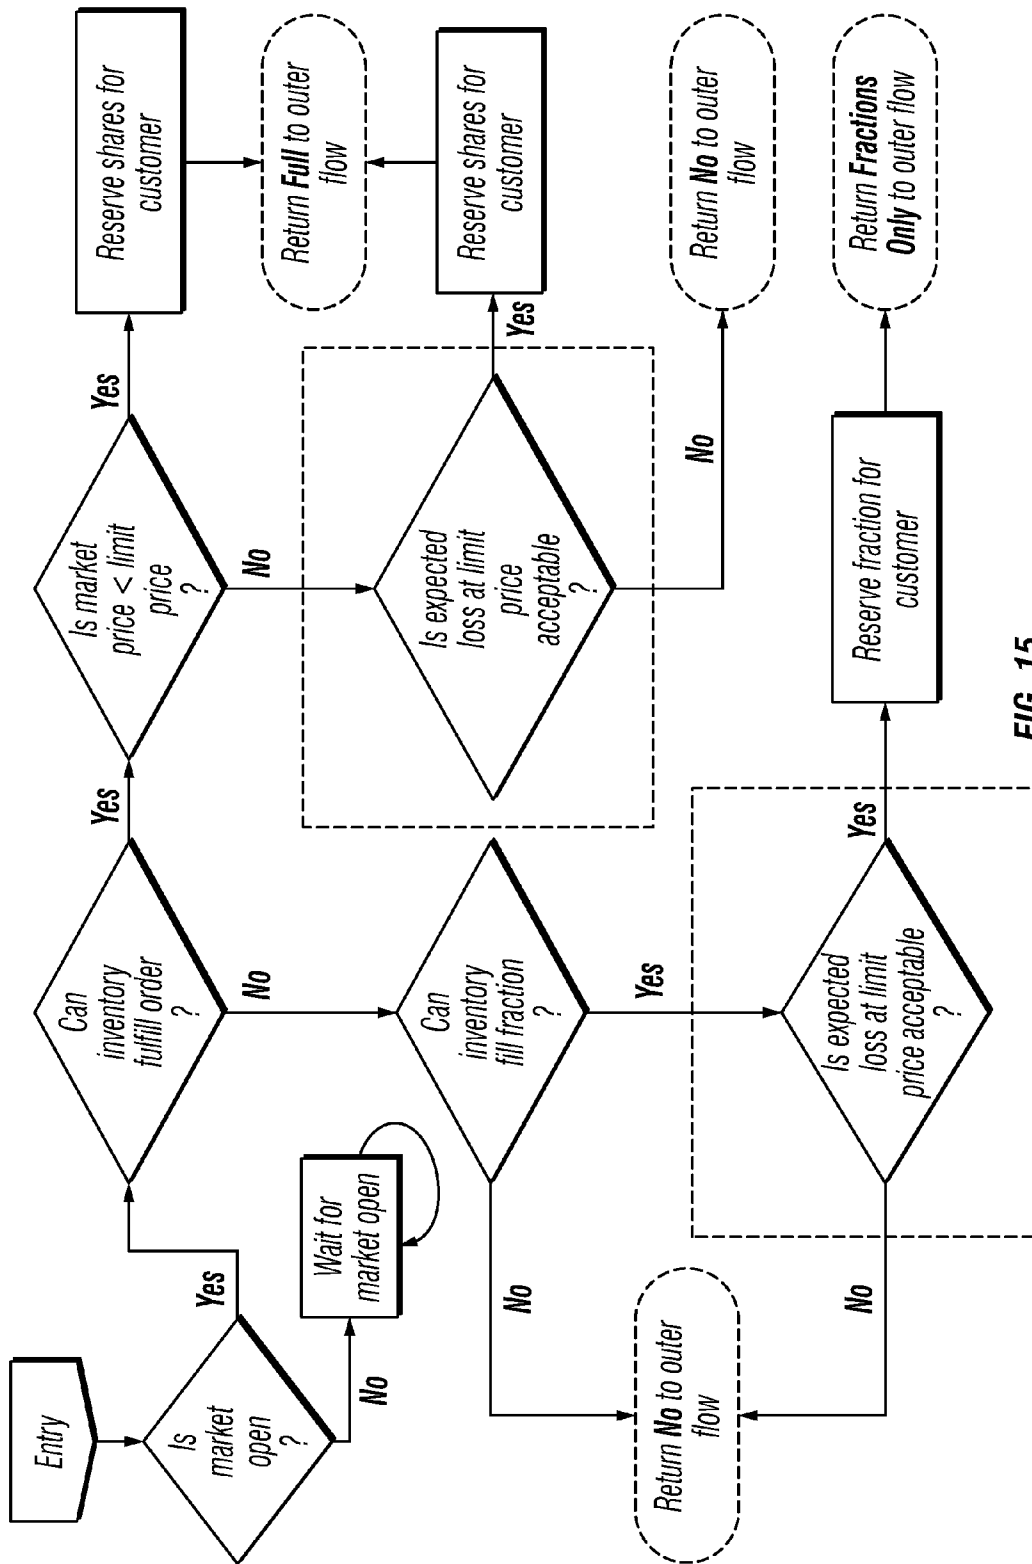 Entry
Is
market
open
?
Yes
No
Wait for
market open
Can
inventory
fulfill order
?
Yes
No
Is market
price < limit
price
?
Yes
No
Reserve shares for
customer
Return Full to outer
flow
Is expected
loss at limit
price
acceptable
?
Yes
No
Reserve shares for
customer
Return No to outer
flow
Can
inventory
fill fraction
?
No
Yes
Return No to outer
flow
Is expected
loss at limit
price acceptable
?
No
Yes
Reserve fraction for
customer
Return Fractions
Only to outer flow
FIG. 15